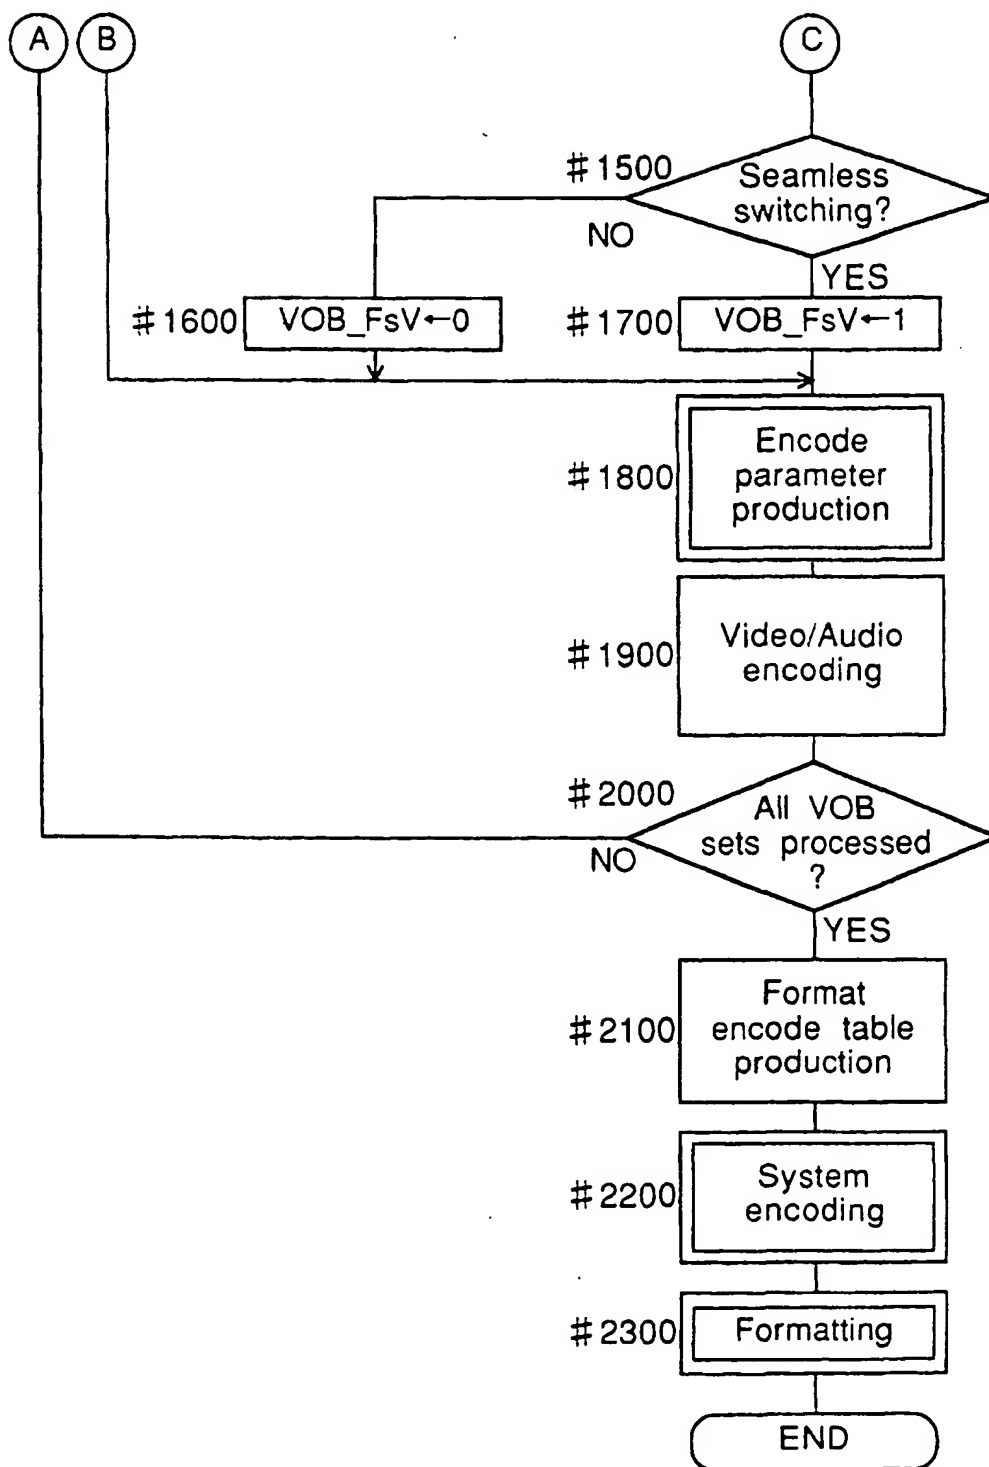 A B C
#1500
Seamless
switching?
NO
YES
#1600 VOB_FsV←0
#1700 VOB_FsV←1
#1800
Encode
parameter
production
#1900
Video/Audio
encoding
#2000
All VOB
sets processed
?
NO
YES
#2100
Format
encode table
production
#2200
System
encoding
#2300 Formatting
END